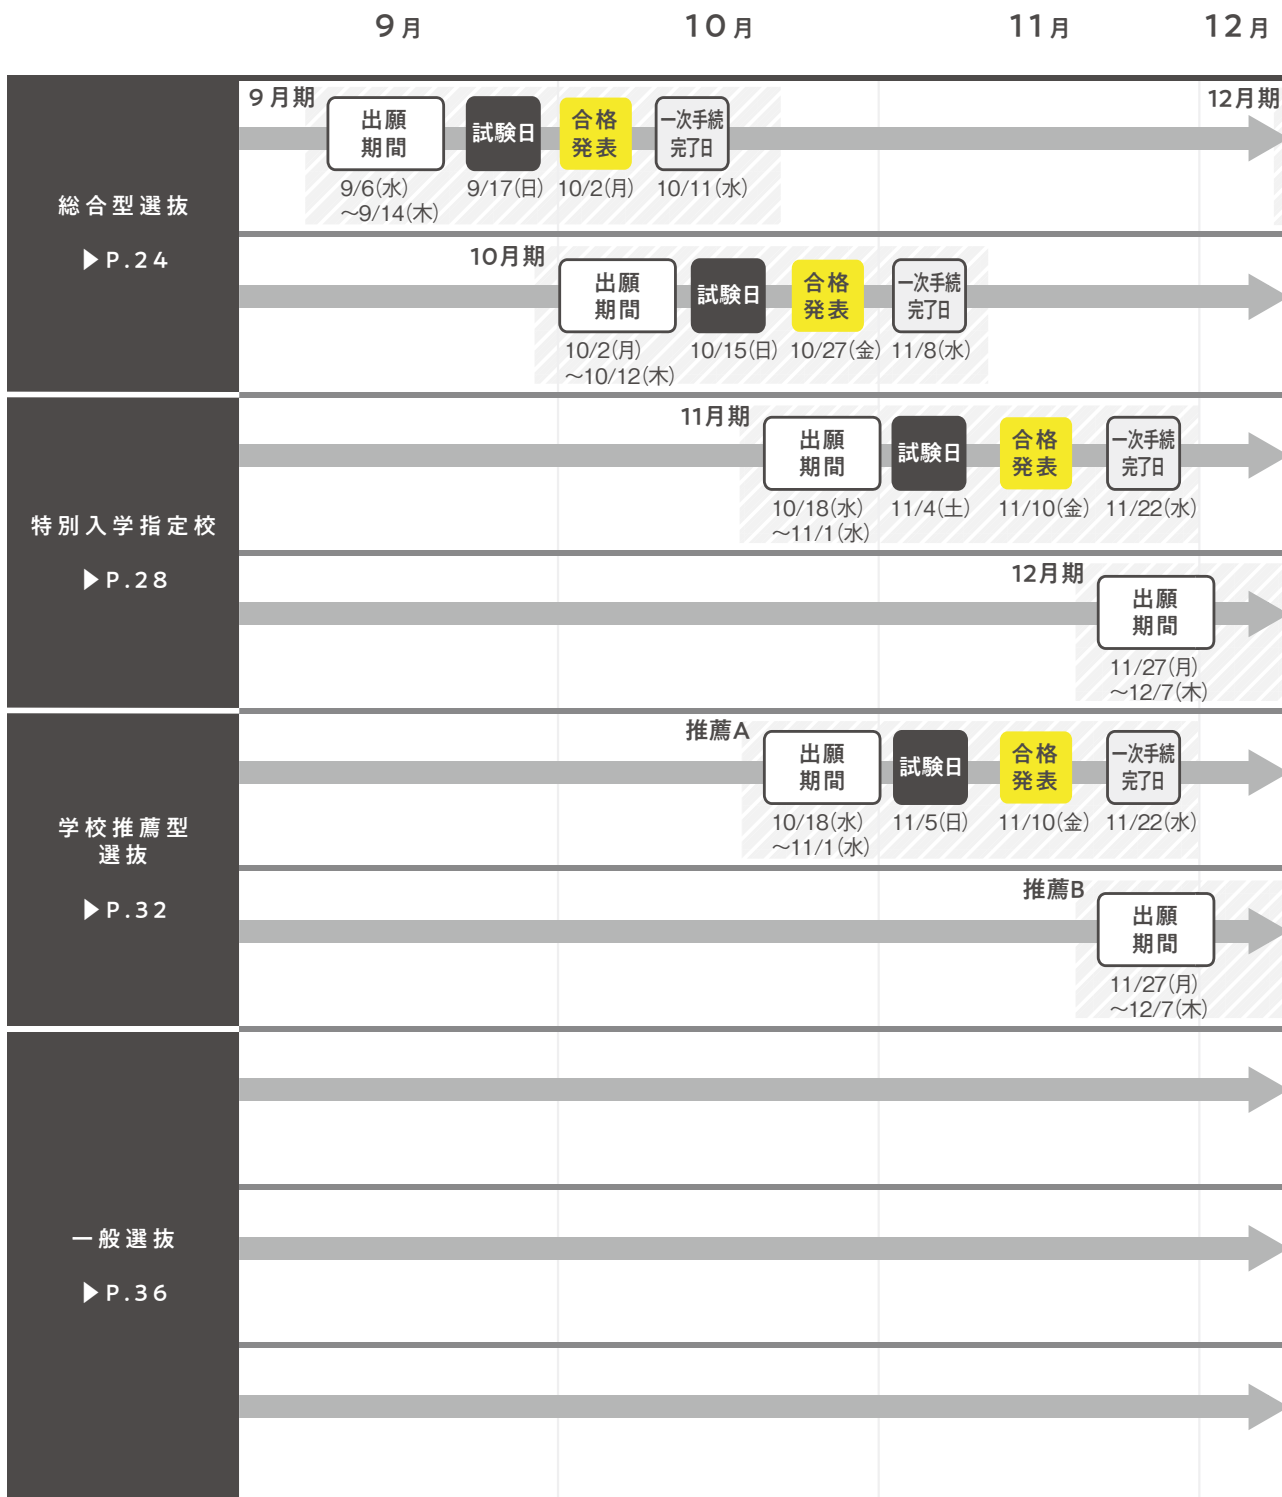 9月
10月
11月
12月
総合型選抜
▶P.24
9月期
出願
期間
試験日
合格
発表
一次手続
完了日
12月期
9/6(水)
～9/14(木)
9/17(日)
10/2(月)
10/11(水)
10月期
出願
期間
試験日
合格
発表
一次手続
完了日
10/2(月)
～10/12(木)
10/15(日)
10/27(金)
11/8(水)
特別入学指定校
▶P.28
11月期
出願
期間
試験日
合格
発表
一次手続
完了日
10/18(水)
～11/1(水)
11/4(土)
11/10(金)
11/22(水)
12月期
出願
期間
11/27(月)
～12/7(木)
学校推薦型
選抜
▶P.32
推薦A
出願
期間
試験日
合格
発表
一次手続
完了日
10/18(水)
～11/1(水)
11/5(日)
11/10(金)
11/22(水)
推薦B
出願
期間
11/27(月)
～12/7(木)
一般選抜
▶P.36